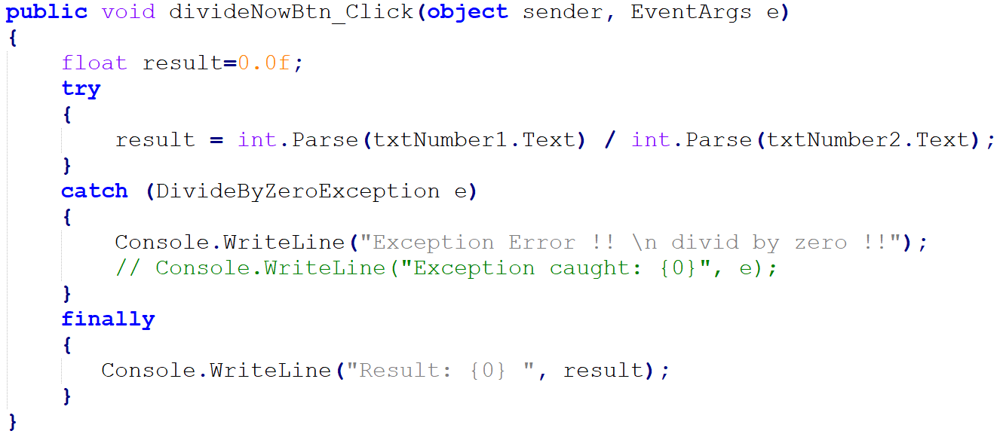 public void divideNowBtn_Click(object sender, EventArgs e)
{
    float result=0.0f;
    try
    {
        result = int.Parse(txtNumber1.Text) / int.Parse(txtNumber2.Text);
    }
    catch (DivideByZeroException e)
    {
        Console.WriteLine("Exception Error !! \n divid by zero !!");
        // Console.WriteLine("Exception caught: {0}", e);
    }
    finally
    {
       Console.WriteLine("Result: {0} ", result);
    }
}